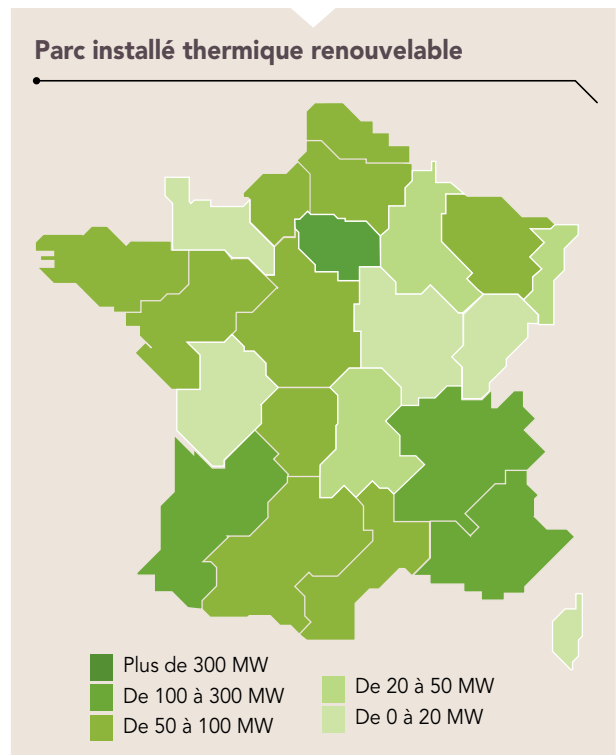 Parc installé thermique renouvelable
Plus de 300 MW
De 100 à 300 MW
De 50 à 100 MW
De 20 à 50 MW
De 0 à 20 MW